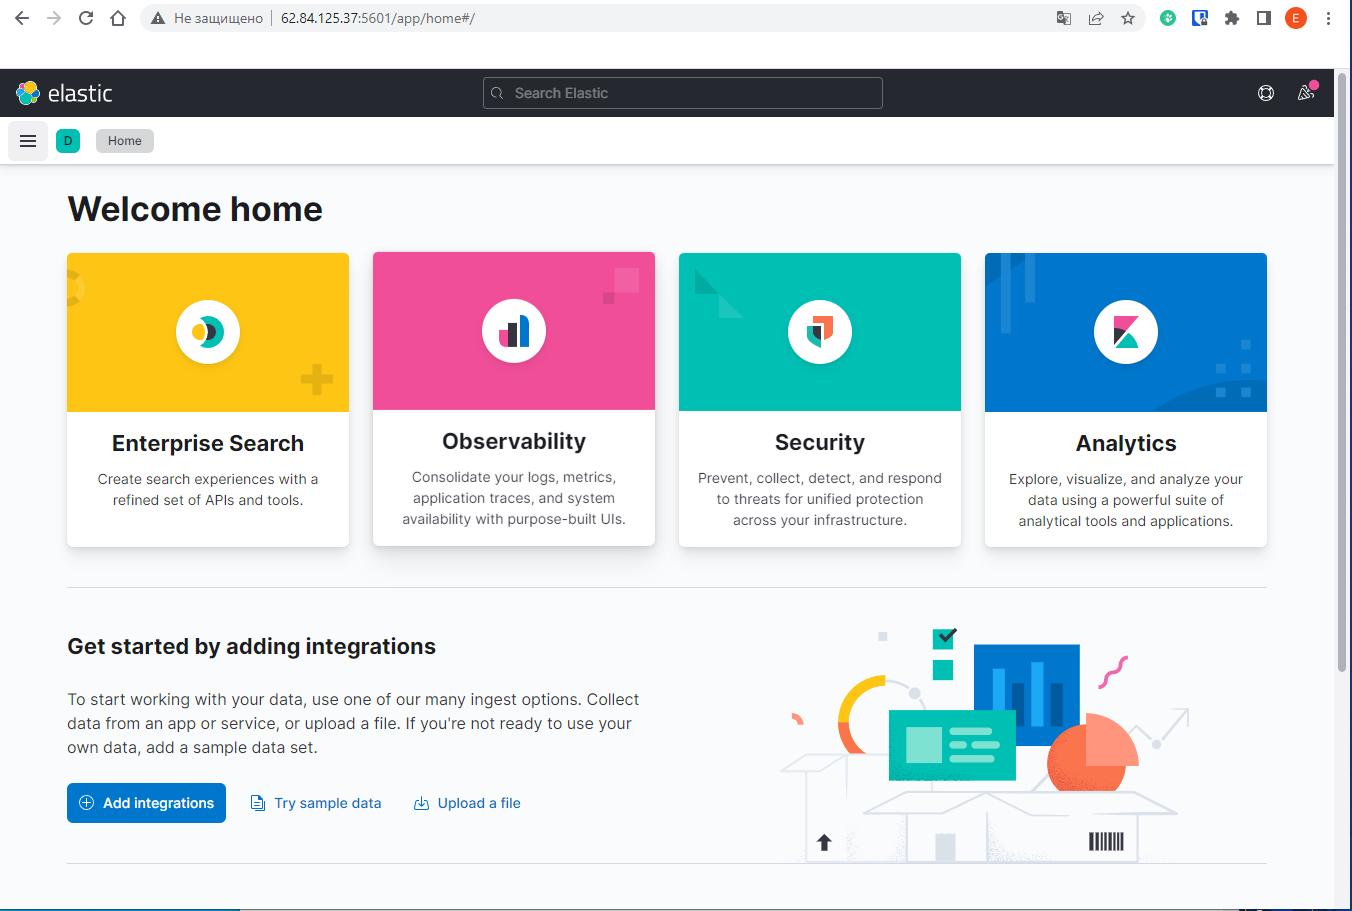 Не защищено 62.84.125.37:5601/app/home#/
E
elastic
Search Elastic
D
Home
Welcome home
Enterprise Search
Create search experiences with a
refined set of APIs and tools.
Observability
Consolidate your logs, metrics,
application traces, and system
availability with purpose-built UIs.
Security
Prevent, collect, detect, and respond
to threats for unified protection
across your infrastructure.
Analytics
Explore, visualize, and analyze your
data using a powerful suite of
analytical tools and applications.
Get started by adding integrations
To start working with your data, use one of our many ingest options. Collect
data from an app or service, or upload a file. If you're not ready to use your
own data, add a sample data set.
Add integrations
Try sample data
Upload a file